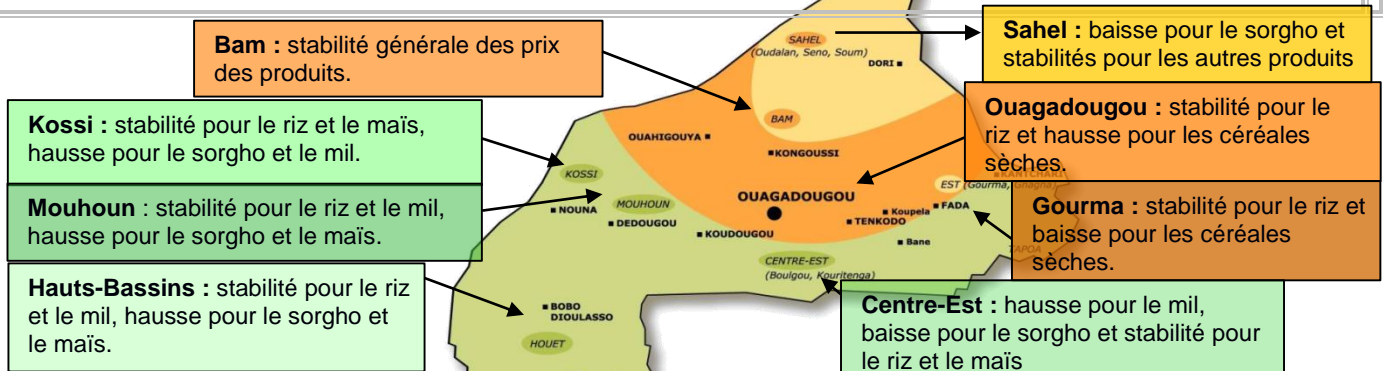 Bam : stabilité générale des prix
des produits.
Sahel : baisse pour le sorgho et
stabilités pour les autres produits
Kossi : stabilité pour le riz et le maïs,
hausse pour le sorgho et le mil.
Ouagadougou : stabilité pour le
riz et hausse pour les céréales
sèches.
Mouhoun : stabilité pour le riz et le mil,
hausse pour le sorgho et le maïs.
Gourma : stabilité pour le riz et
baisse pour les céréales
sèches.
Hauts-Bassins : stabilité pour le riz
et le mil, hausse pour le sorgho et
le maïs.
Centre-Est : hausse pour le mil,
baisse pour le sorgho et stabilité pour
le riz et le maïs
SAHEL
(Oudalan, Seno, Soum)
DORI
BAM
OUAHIGOUYA
KONGOUSSI
KANTCHARI
KOSSI
EST (Gourma, Gnagna)
OUAGADOUGOU
MOUHOUN
NOUNA
FADA
Koupela
DEDOUGOU
TENKODO
KOUDOUGOU
Bane
TAPOA
CENTRE-EST
(Boulgou, Kouritenga)
BOBO
DIOULASSO
HOUET